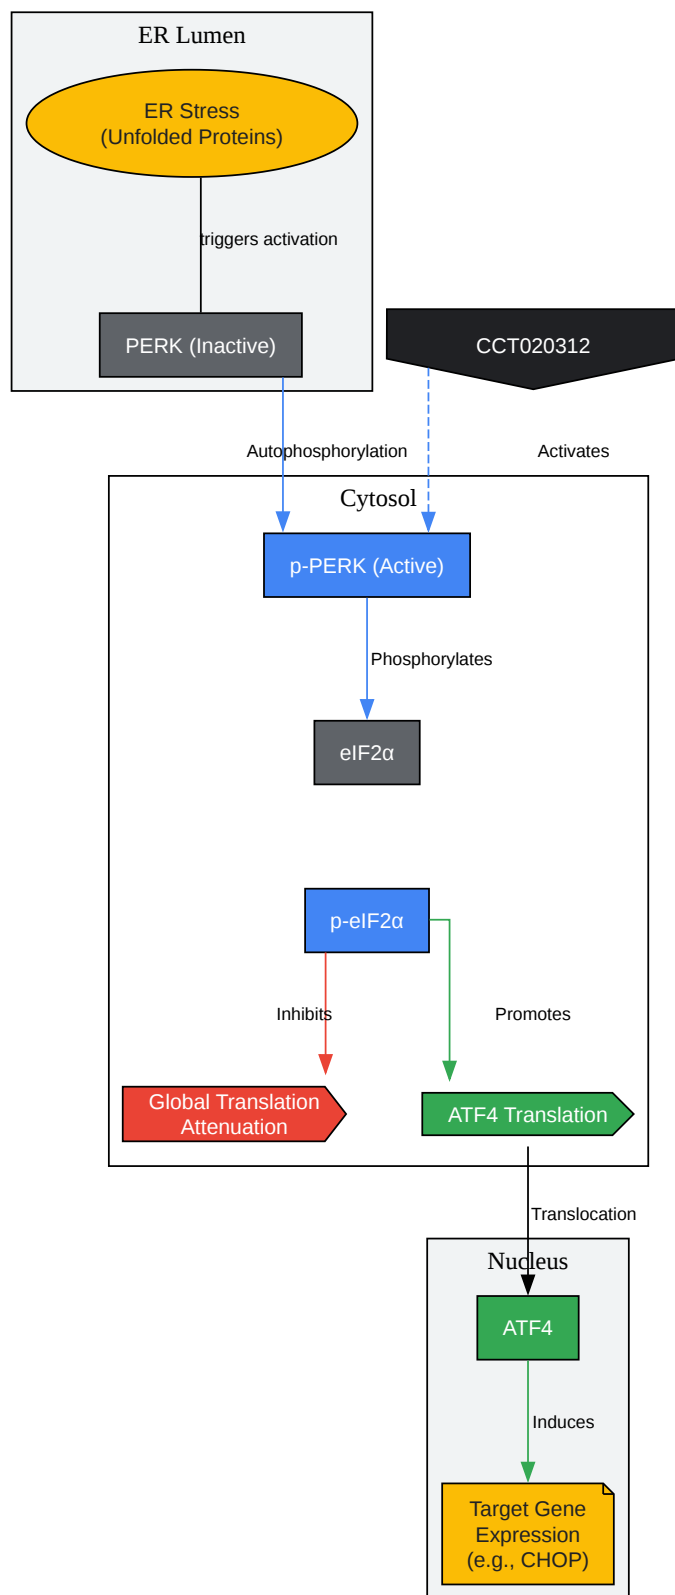 ER Lumen
ER Stress
(Unfolded Proteins)
triggers activation
PERK (Inactive)
CCT020312
Autophosphorylation
Activates
Cytosol
p-PERK (Active)
Phosphorylates
eIF2α
p-eIF2α
Inhibits
Promotes
Global Translation
Attenuation
ATF4 Translation
Translocation
Nucleus
ATF4
Induces
Target Gene
Expression
(e.g., CHOP)